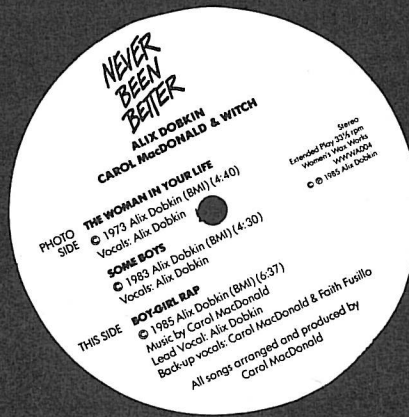 NEVER
BEEN
BETTER
ALIX DOBKIN
CAROL MacDONALD & WITCH
Stereo
Extended Play 33⅓ rpm
Women's Wax Works
WWWA004
© ℗ 1985 Alix Dobkin
PHOTO SIDE
THE WOMAN IN YOUR LIFE
© 1973 Alix Dobkin (BMI) (4:40)
Vocals: Alix Dobkin
SOME BOYS
© 1983 Alix Dobkin (BMI) (4:30)
Vocals: Alix Dobkin
THIS SIDE
BOY-GIRL RAP
© 1985 Alix Dobkin (BMI) (6:37)
Music by Carol MacDonald
Lead Vocal: Alix Dobkin
Back-up vocals: Carol MacDonald & Faith Fusillo
All songs arranged and produced by
Carol MacDonald